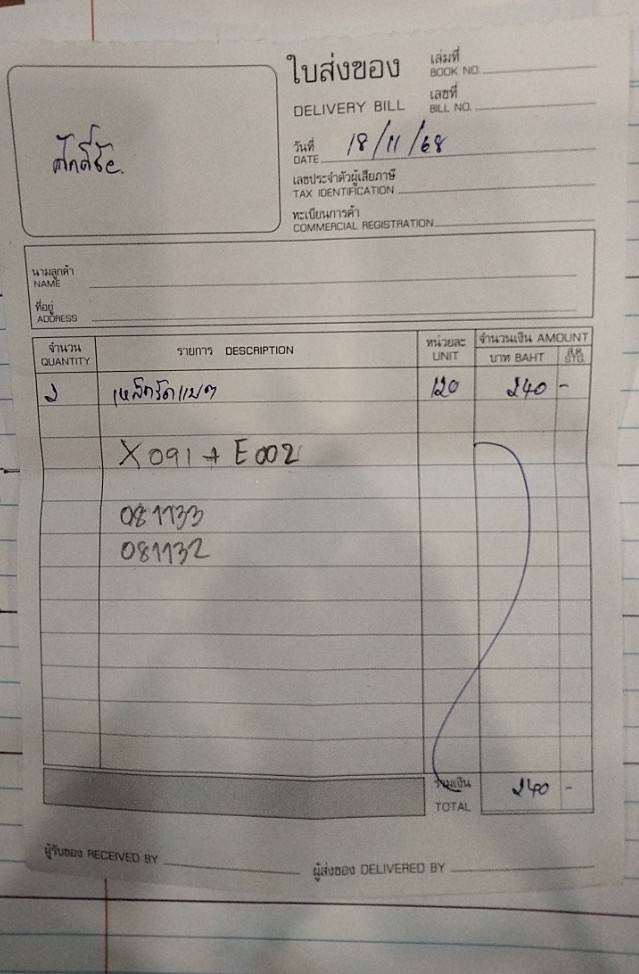 ใบส่งของ
DELIVERY BILL
เล่มที่
BOOK NO.
เลขที่
BILL NO.
ศักดิ์ชัย
วันที่ 18/11/68
DATE
เลขประจำตัวผู้เสียภาษี
TAX IDENTIFICATION
ทะเบียนการค้า
COMMERCIAL REGISTRATION
นามลูกค้า
NAME
ที่อยู่
ADDRESS
จำนวน รายการ DESCRIPTION หน่วยละ จำนวนเงิน AMOUNT
QUANTITY UNIT บาท BAHT ส.ต. STG.
2 เหล็กรัดแบต 120 240 -
X091 + E002
081133
081132
รวมเงิน 240 -
TOTAL
ผู้รับของ RECEIVED BY
ผู้ส่งของ DELIVERED BY